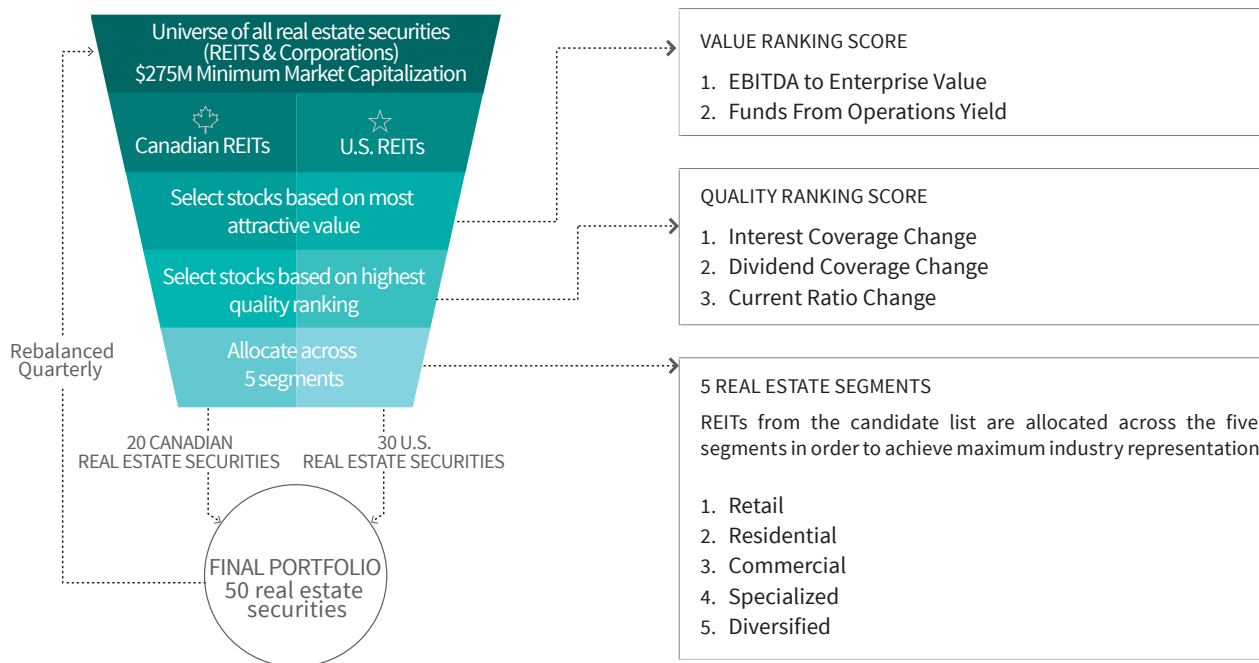 Universe of all real estate securities
(REITS & Corporations)
$275M Minimum Market Capitalization
Canadian REITs
U.S. REITs
Select stocks based on most
attractive value
Select stocks based on highest
quality ranking
Allocate across
5 segments
Rebalanced
Quarterly
20 CANADIAN
REAL ESTATE SECURITIES
30 U.S.
REAL ESTATE SECURITIES
FINAL PORTFOLIO
50 real estate
securities
VALUE RANKING SCORE
1. EBITDA to Enterprise Value
2. Funds From Operations Yield
QUALITY RANKING SCORE
1. Interest Coverage Change
2. Dividend Coverage Change
3. Current Ratio Change
5 REAL ESTATE SEGMENTS
REITs from the candidate list are allocated across the five
segments in order to achieve maximum industry representation
1. Retail
2. Residential
3. Commercial
4. Specialized
5. Diversified